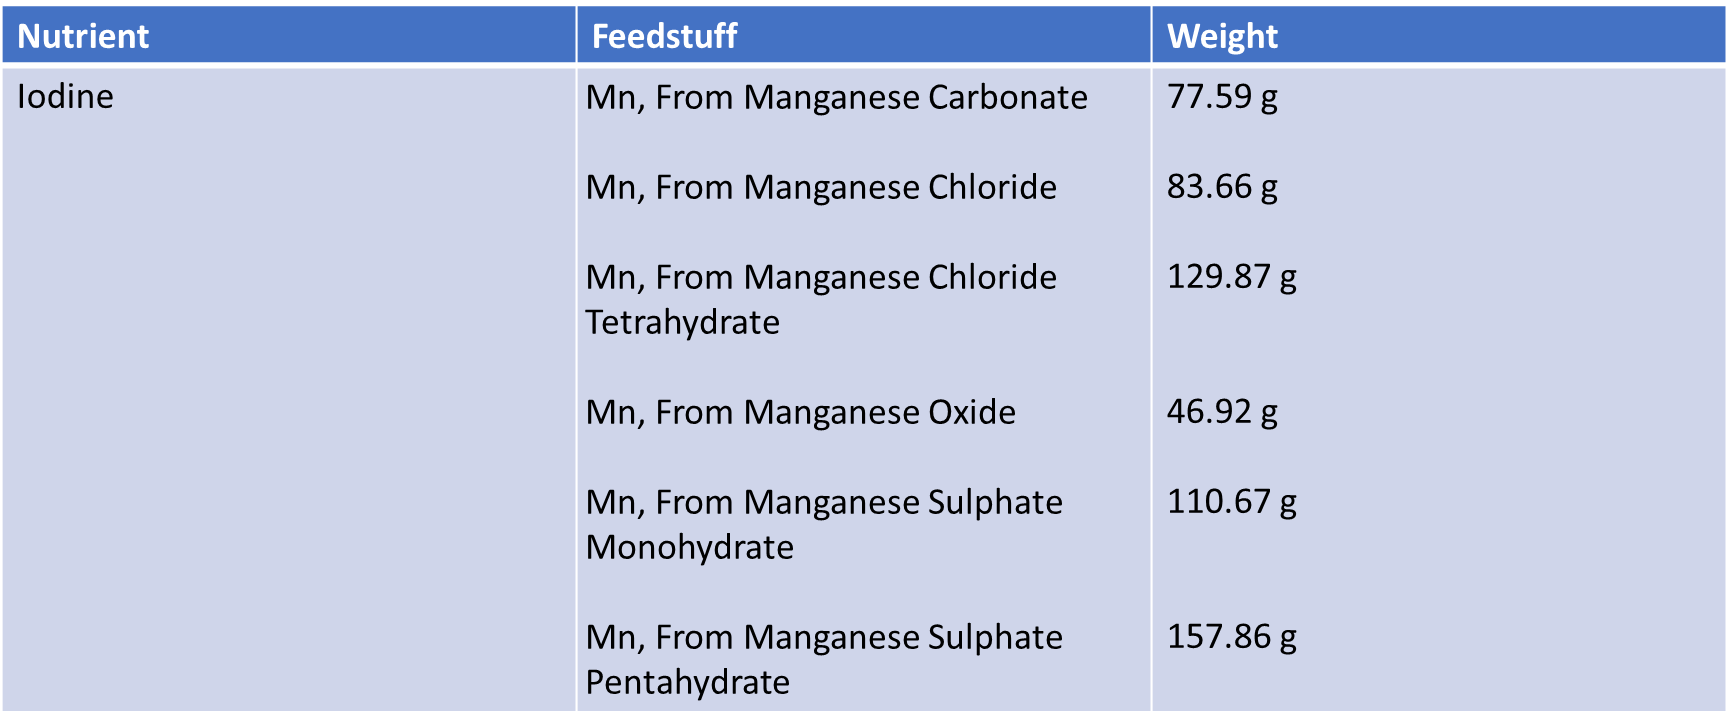 Nutrient Feedstuff Weight
Iodine Mn, From Manganese Carbonate 77.59 g
Mn, From Manganese Chloride 83.66 g
Mn, From Manganese Chloride 129.87 g
Tetrahydrate
Mn, From Manganese Oxide 46.92 g
Mn, From Manganese Sulphate 110.67 g
Monohydrate
Mn, From Manganese Sulphate 157.86 g
Pentahydrate